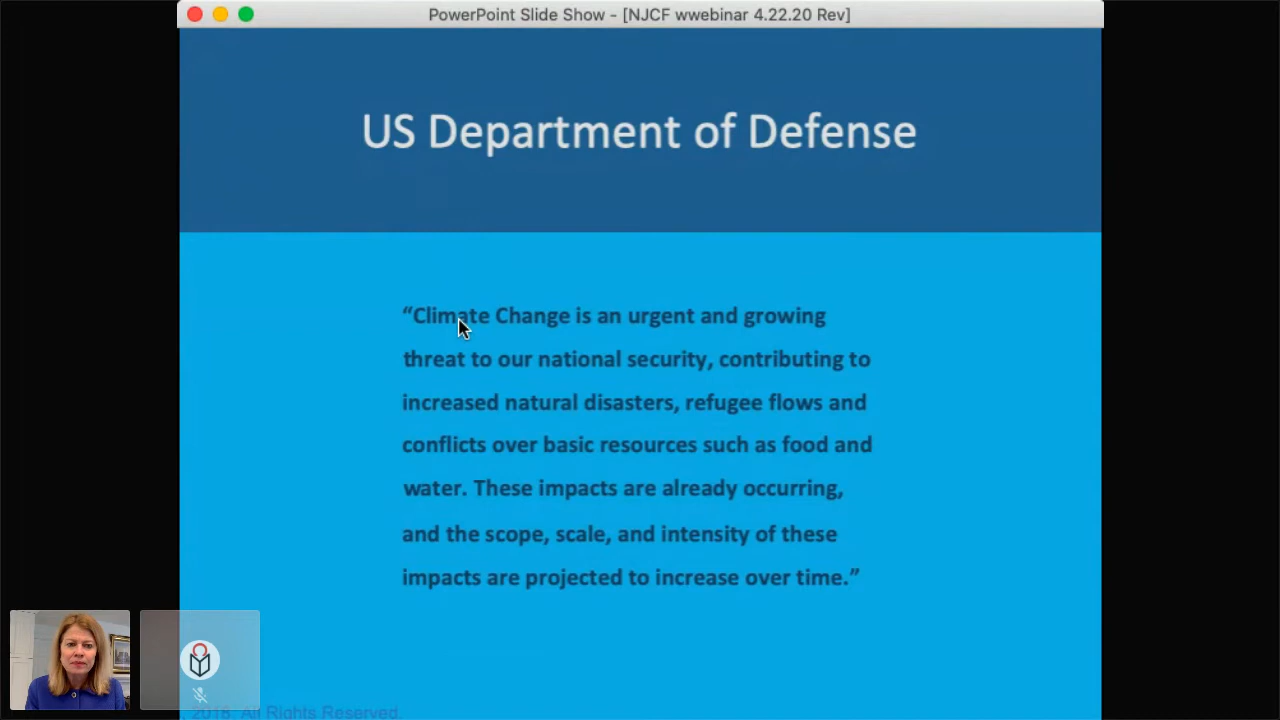 PowerPoint Slide Show - [NJCF wwebinar 4.22.20 Rev]
US Department of Defense
“Climate Change is an urgent and growing
threat to our national security, contributing to
increased natural disasters, refugee flows and
conflicts over basic resources such as food and
water. These impacts are already occurring,
and the scope, scale, and intensity of these
impacts are projected to increase over time.”
, 2018. All Rights Reserved.